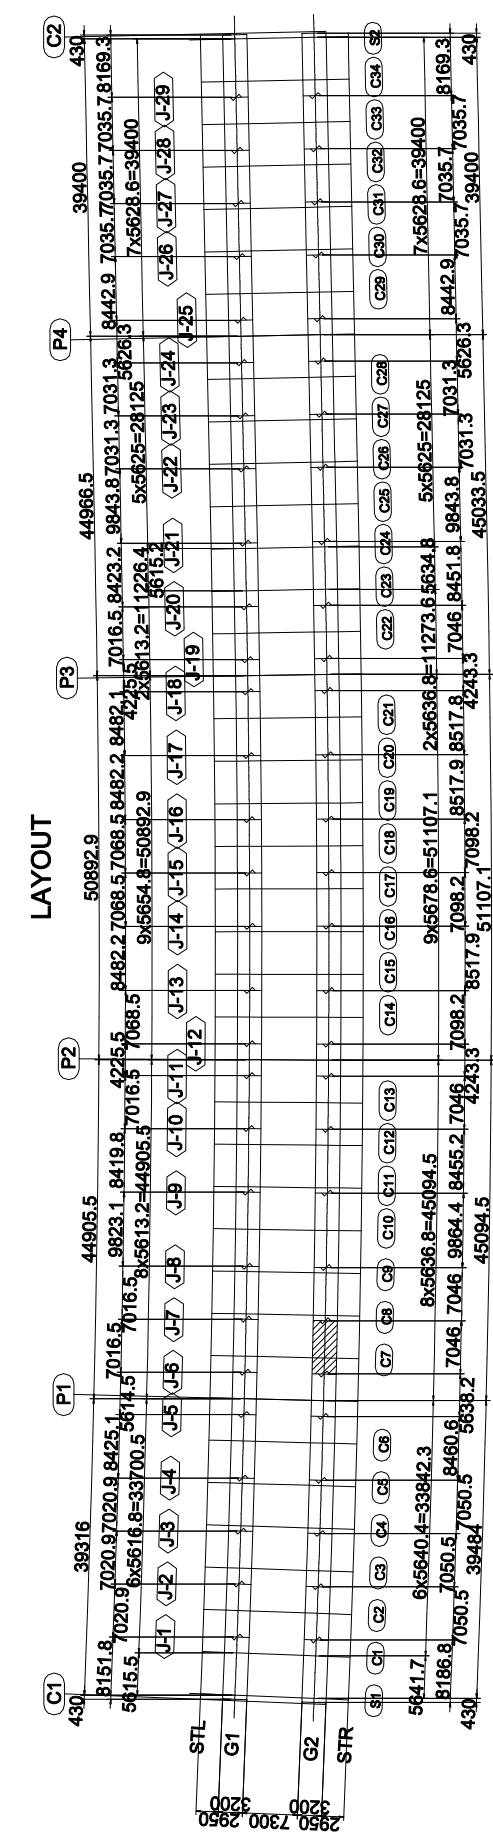 LAYOUT
C1 P1 P2 P3 P4 C2
430 39316 44905.5 50892.9 44966.5 39400 430
8151.8 7020.9 7020.9 7020.9 8425.1 5614.5 7016.5 7016.5 9823.1 8419.8 7016.5 4225.5 7068.5 8482.2 7068.5 7068.5 8482.2 8482.1 4225.5 7016.5 8423.2 5615.2 9843.8 7031.3 7031.3 5626.3 8442.9 7035.7 7035.7 7035.7 8169.3
5615.5 6x5616.8=33700.5 8x5613.2=44905.5 9x5654.8=50892.9 2x5613.2=11226.4 5x5625=28125 7x5628.6=39400
J-1 J-2 J-3 J-4 J-5 J-6 J-7 J-8 J-9 J-10 J-11 J-12 J-13 J-14 J-15 J-16 J-17 J-18 J-19 J-20 J-21 J-22 J-23 J-24 J-25 J-26 J-27 J-28 J-29
STL
G1
G2
STR
2950 3200 7300 3200 2950
S1 C1 C2 C3 C4 C5 C6 C7 C8 C9 C10 C11 C12 C13 C14 C15 C16 C17 C18 C19 C20 C21 C22 C23 C24 C25 C26 C27 C28 C29 C30 C31 C32 C33 C34 S2
C7
5641.7 6x5640.4=33842.3 8x5636.8=45094.5 9x5678.6=51107.1 2x5636.8=11273.6 5634.8 5x5625=28125 7x5628.6=39400
8186.8 7050.5 7050.5 7050.5 8460.6 5638.2 7046 7046 9864.4 8455.2 7046 4243.3 7098.2 8517.9 7098.2 7098.2 8517.9 8517.8 4243.3 7046 8451.8 9843.8 7031.3 7031.3 5626.3 8442.9 7035.7 7035.7 7035.7 8169.3
430 39484 45094.5 51107.1 45033.5 39400 430